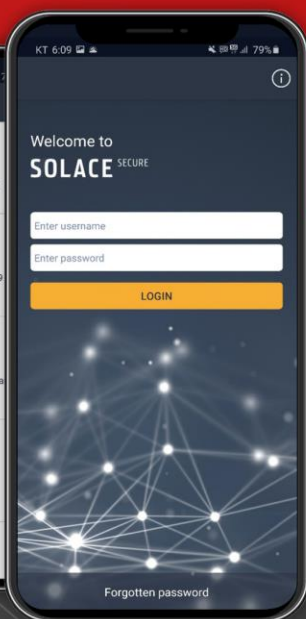 KT 6:09 79%
Welcome to
SOLACE SECURE
Enter username
Enter password
LOGIN
Forgotten password